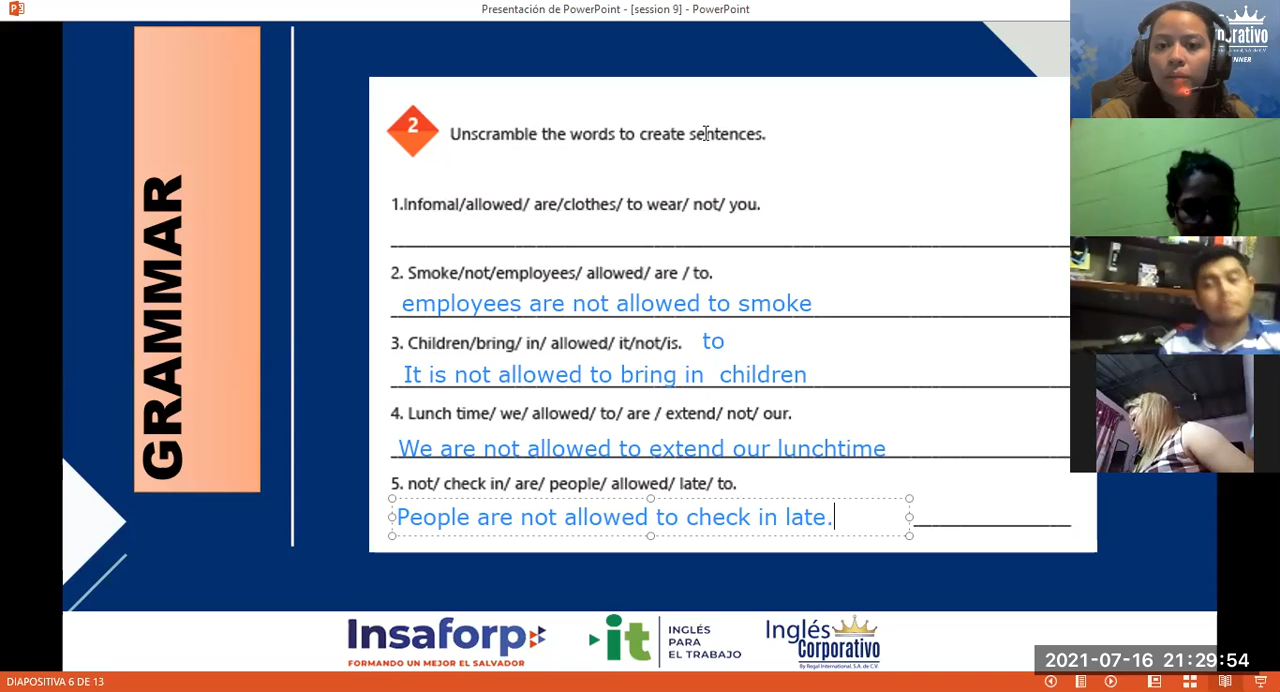 Presentación de PowerPoint - [session 9] - PowerPoint
GRAMMAR
2
Unscramble the words to create sentences.
1.Infomal/allowed/ are/clothes/ to wear/ not/ you.
2. Smoke/not/employees/ allowed/ are / to.
employees are not allowed to smoke
3. Children/bring/ in/ allowed/ it/not/is. to
It is not allowed to bring in children
4. Lunch time/ we/ allowed/ to/ are / extend/ not/ our.
We are not allowed to extend our lunchtime
5. not/ check in/ are/ people/ allowed/ late/ to.
People are not allowed to check in late.
Insaforp
FORMANDO UN MEJOR EL SALVADOR
it
INGLÉS
PARA
EL TRABAJO
Inglés
Corporativo
By Regal International, S.A. de C.V.
2021-07-16 21:29:54
DIAPOSITIVA 6 DE 13